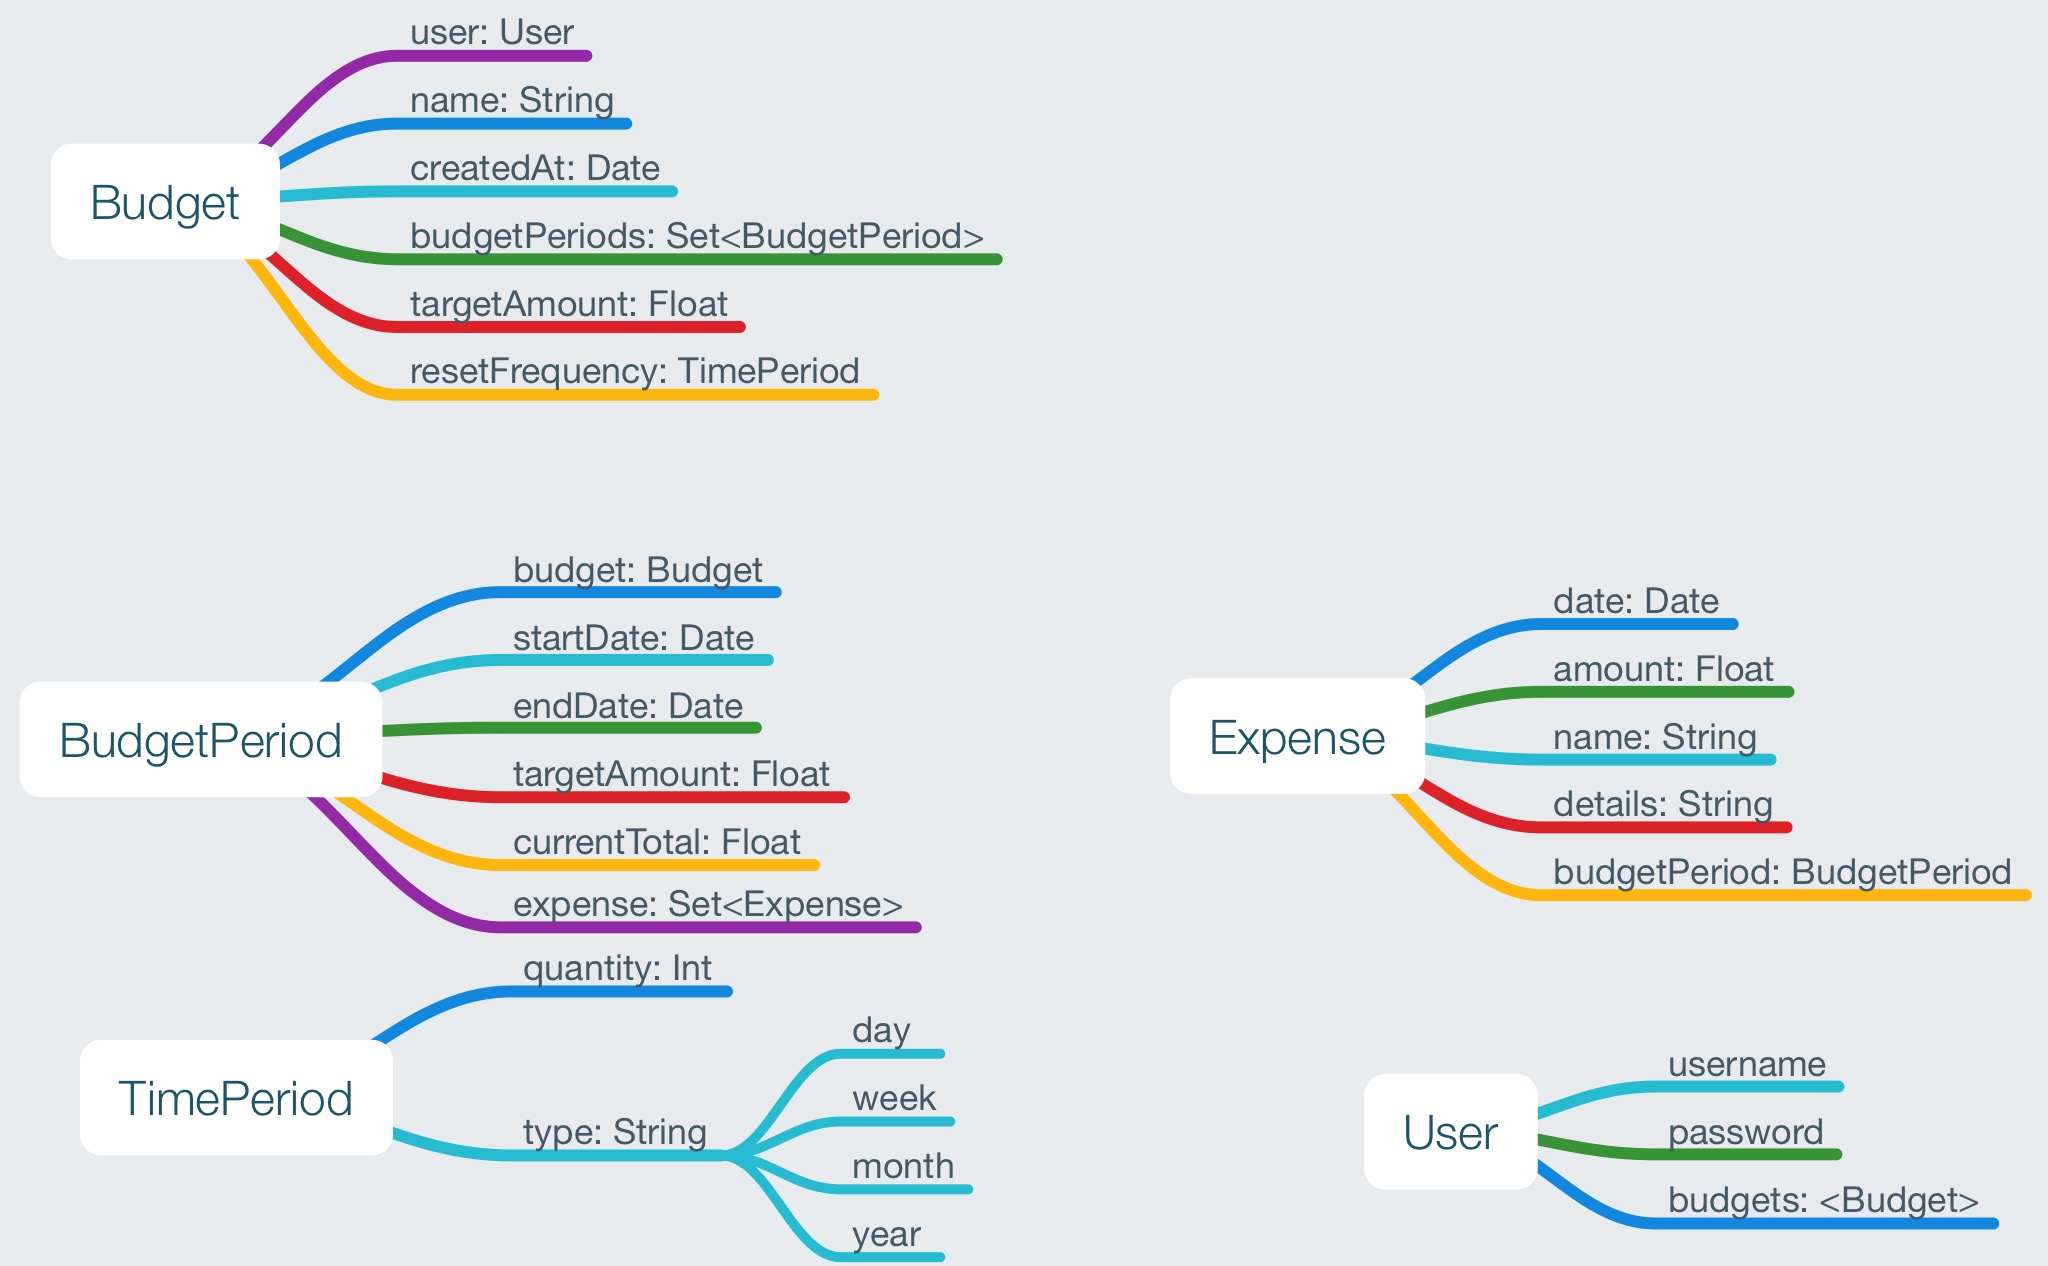 Budget
user: User
name: String
createdAt: Date
budgetPeriods: Set<BudgetPeriod>
targetAmount: Float
resetFrequency: TimePeriod
BudgetPeriod
budget: Budget
startDate: Date
endDate: Date
targetAmount: Float
currentTotal: Float
expense: Set<Expense>
Expense
date: Date
amount: Float
name: String
details: String
budgetPeriod: BudgetPeriod
TimePeriod
quantity: Int
type: String
day
week
month
year
User
username
password
budgets: <Budget>